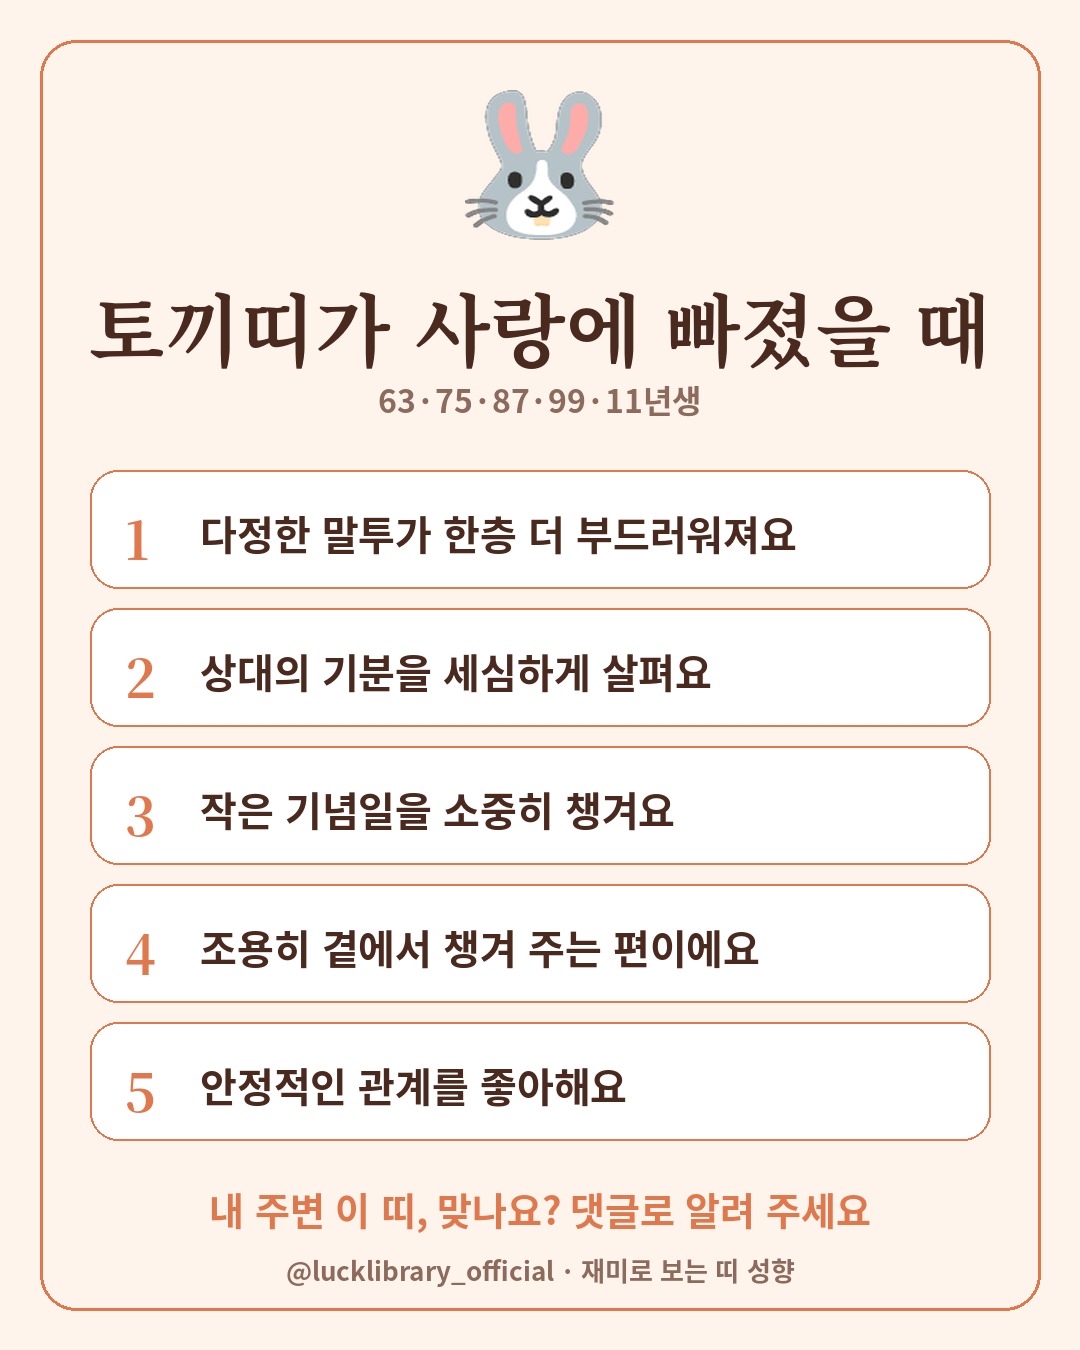 토끼띠가 사랑에 빠졌을 때
63·75·87·99·11년생
1 다정한 말투가 한층 더 부드러워져요
2 상대의 기분을 세심하게 살펴요
3 작은 기념일을 소중히 챙겨요
4 조용히 곁에서 챙겨 주는 편이에요
5 안정적인 관계를 좋아해요
내 주변 이 띠, 맞나요? 댓글로 알려 주세요
@lucklibrary_official · 재미로 보는 띠 성향